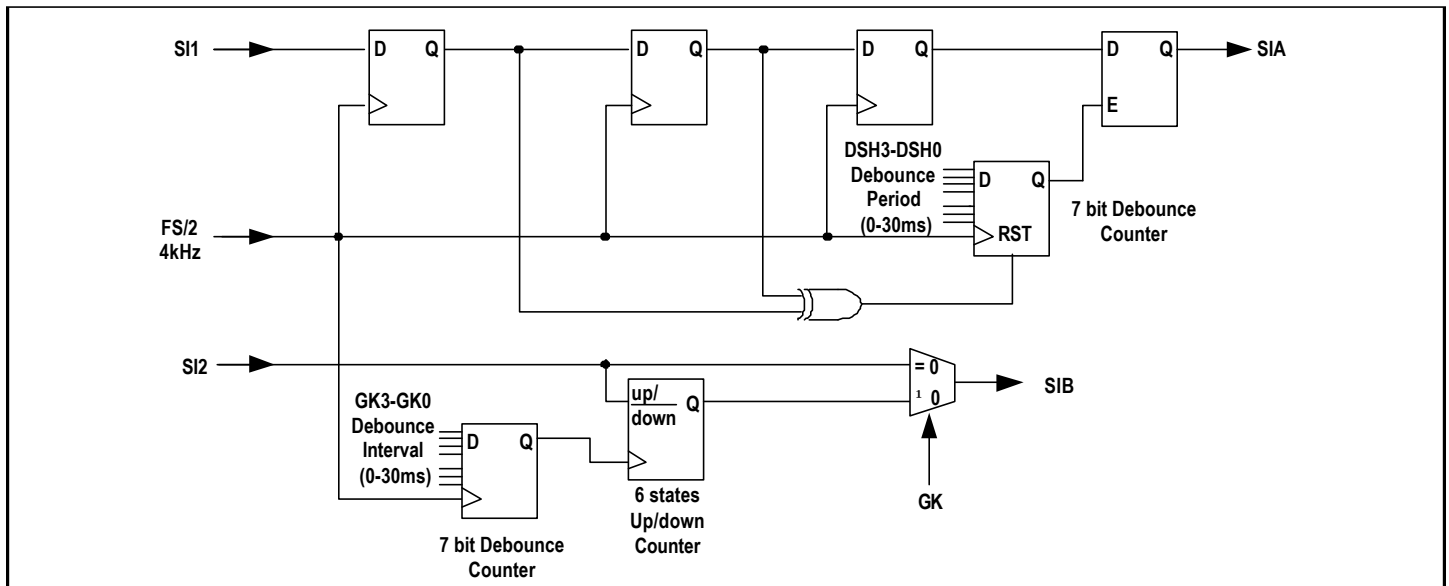 SI1
D Q
D Q
D Q
D Q
E
SIA
DSH3-DSH0
Debounce
Period
(0-30ms)
D Q
RST
7 bit Debounce
Counter
FS/2
4kHz
SI2
GK3-GK0
Debounce
Interval
(0-30ms)
D Q
7 bit Debounce
Counter
up/
down
Q
6 states
Up/down
Counter
= 0
¹ 0
SIB
GK